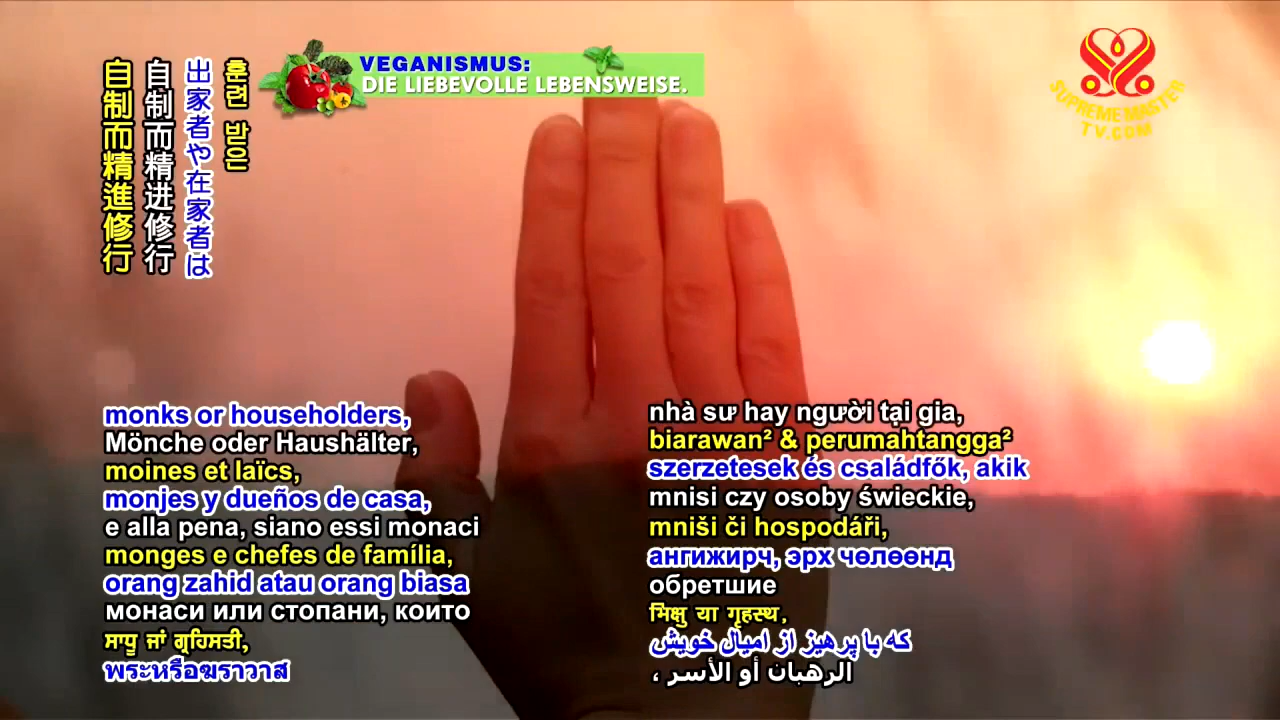 VEGANISMUS:
DIE LIEBEVOLLE LEBENSWEISE.
SUPREME MASTER
TV.COM
훈련 받은
出家者や在家者は
自制而精进修行
自制而精進修行
monks or householders,
Mönche oder Haushälter,
moines et laïcs,
monjes y dueños de casa,
e alla pena, siano essi monaci
monges e chefes de família,
orang zahid atau orang biasa
монаси или стопани, които
ਸਾਧੂ ਜਾਂ ਗ੍ਰਹਿਸਤੀ,
พระหรือฆราวาส
nhà sư hay người tại gia,
biarawan² & perumahtangga²
szerzetesek és családfők, akik
mnisi czy osoby świeckie,
mniši či hospodáři,
ангижирч, эрх чөлөөнд
обретшие
भिक्षु या गृहस्थ,
که با پرهیز از امیال خویش
الرهبان أو الأسر ،